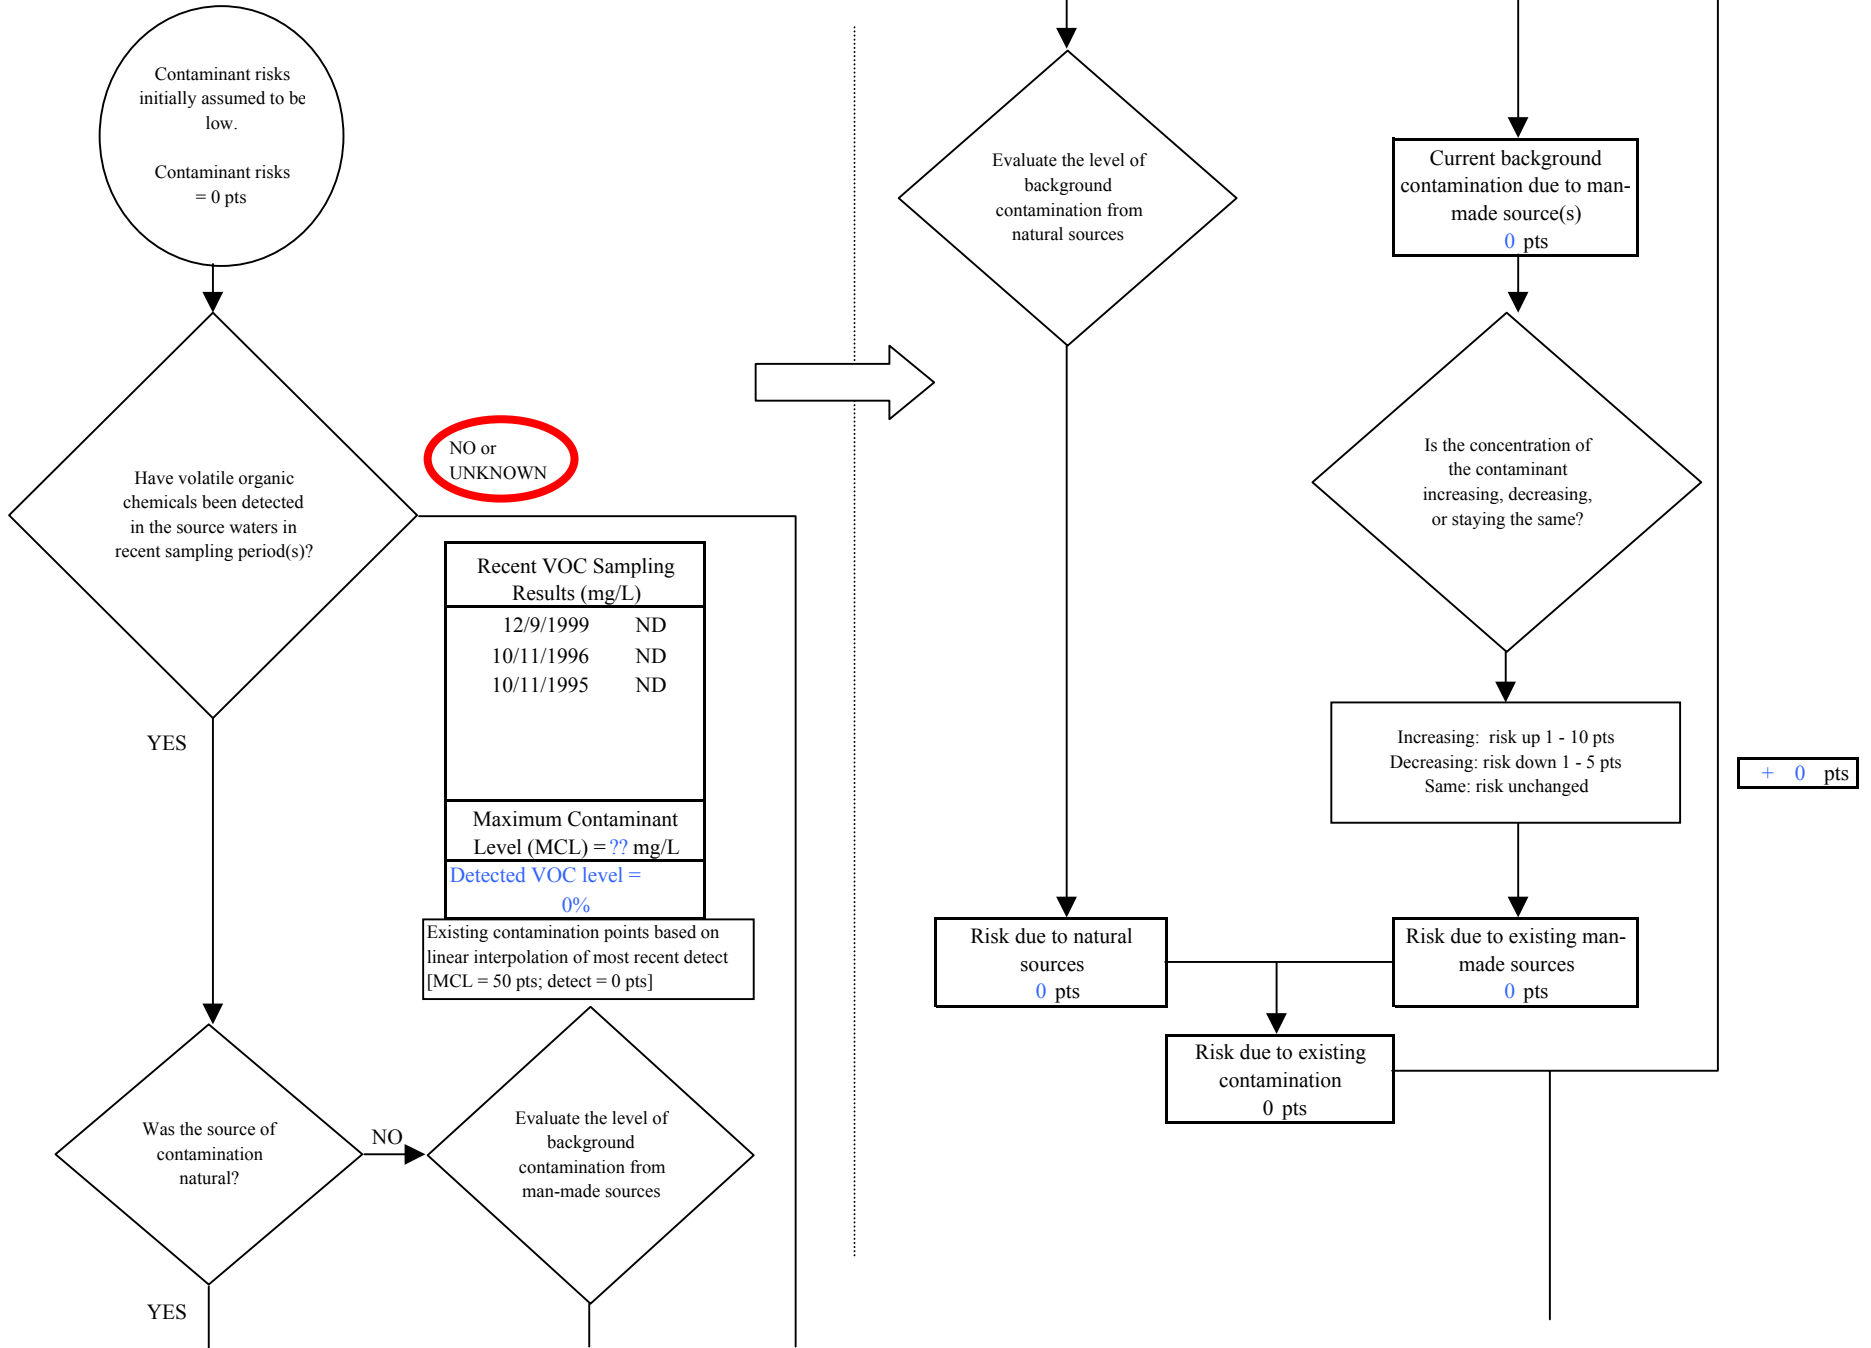 Contaminant risks
initially assumed to be
low.
Contaminant risks
= 0 pts
Have volatile organic
chemicals been detected
in the source waters in
recent sampling period(s)?
NO or
UNKNOWN
YES
Recent VOC Sampling
Results (mg/L)
12/9/1999 ND
10/11/1996 ND
10/11/1995 ND
Maximum Contaminant
Level (MCL) = ?? mg/L
Detected VOC level =
0%
Existing contamination points based on
linear interpolation of most recent detect
[MCL = 50 pts; detect = 0 pts]
Was the source of
contamination
natural?
NO
YES
Evaluate the level of
background
contamination from
man-made sources
Evaluate the level of
background
contamination from
natural sources
Current background
contamination due to man-
made source(s)
0 pts
Is the concentration of
the contaminant
increasing, decreasing,
or staying the same?
Increasing: risk up 1 - 10 pts
Decreasing: risk down 1 - 5 pts
Same: risk unchanged
+ 0 pts
Risk due to natural
sources
0 pts
Risk due to existing man-
made sources
0 pts
Risk due to existing
contamination
0 pts